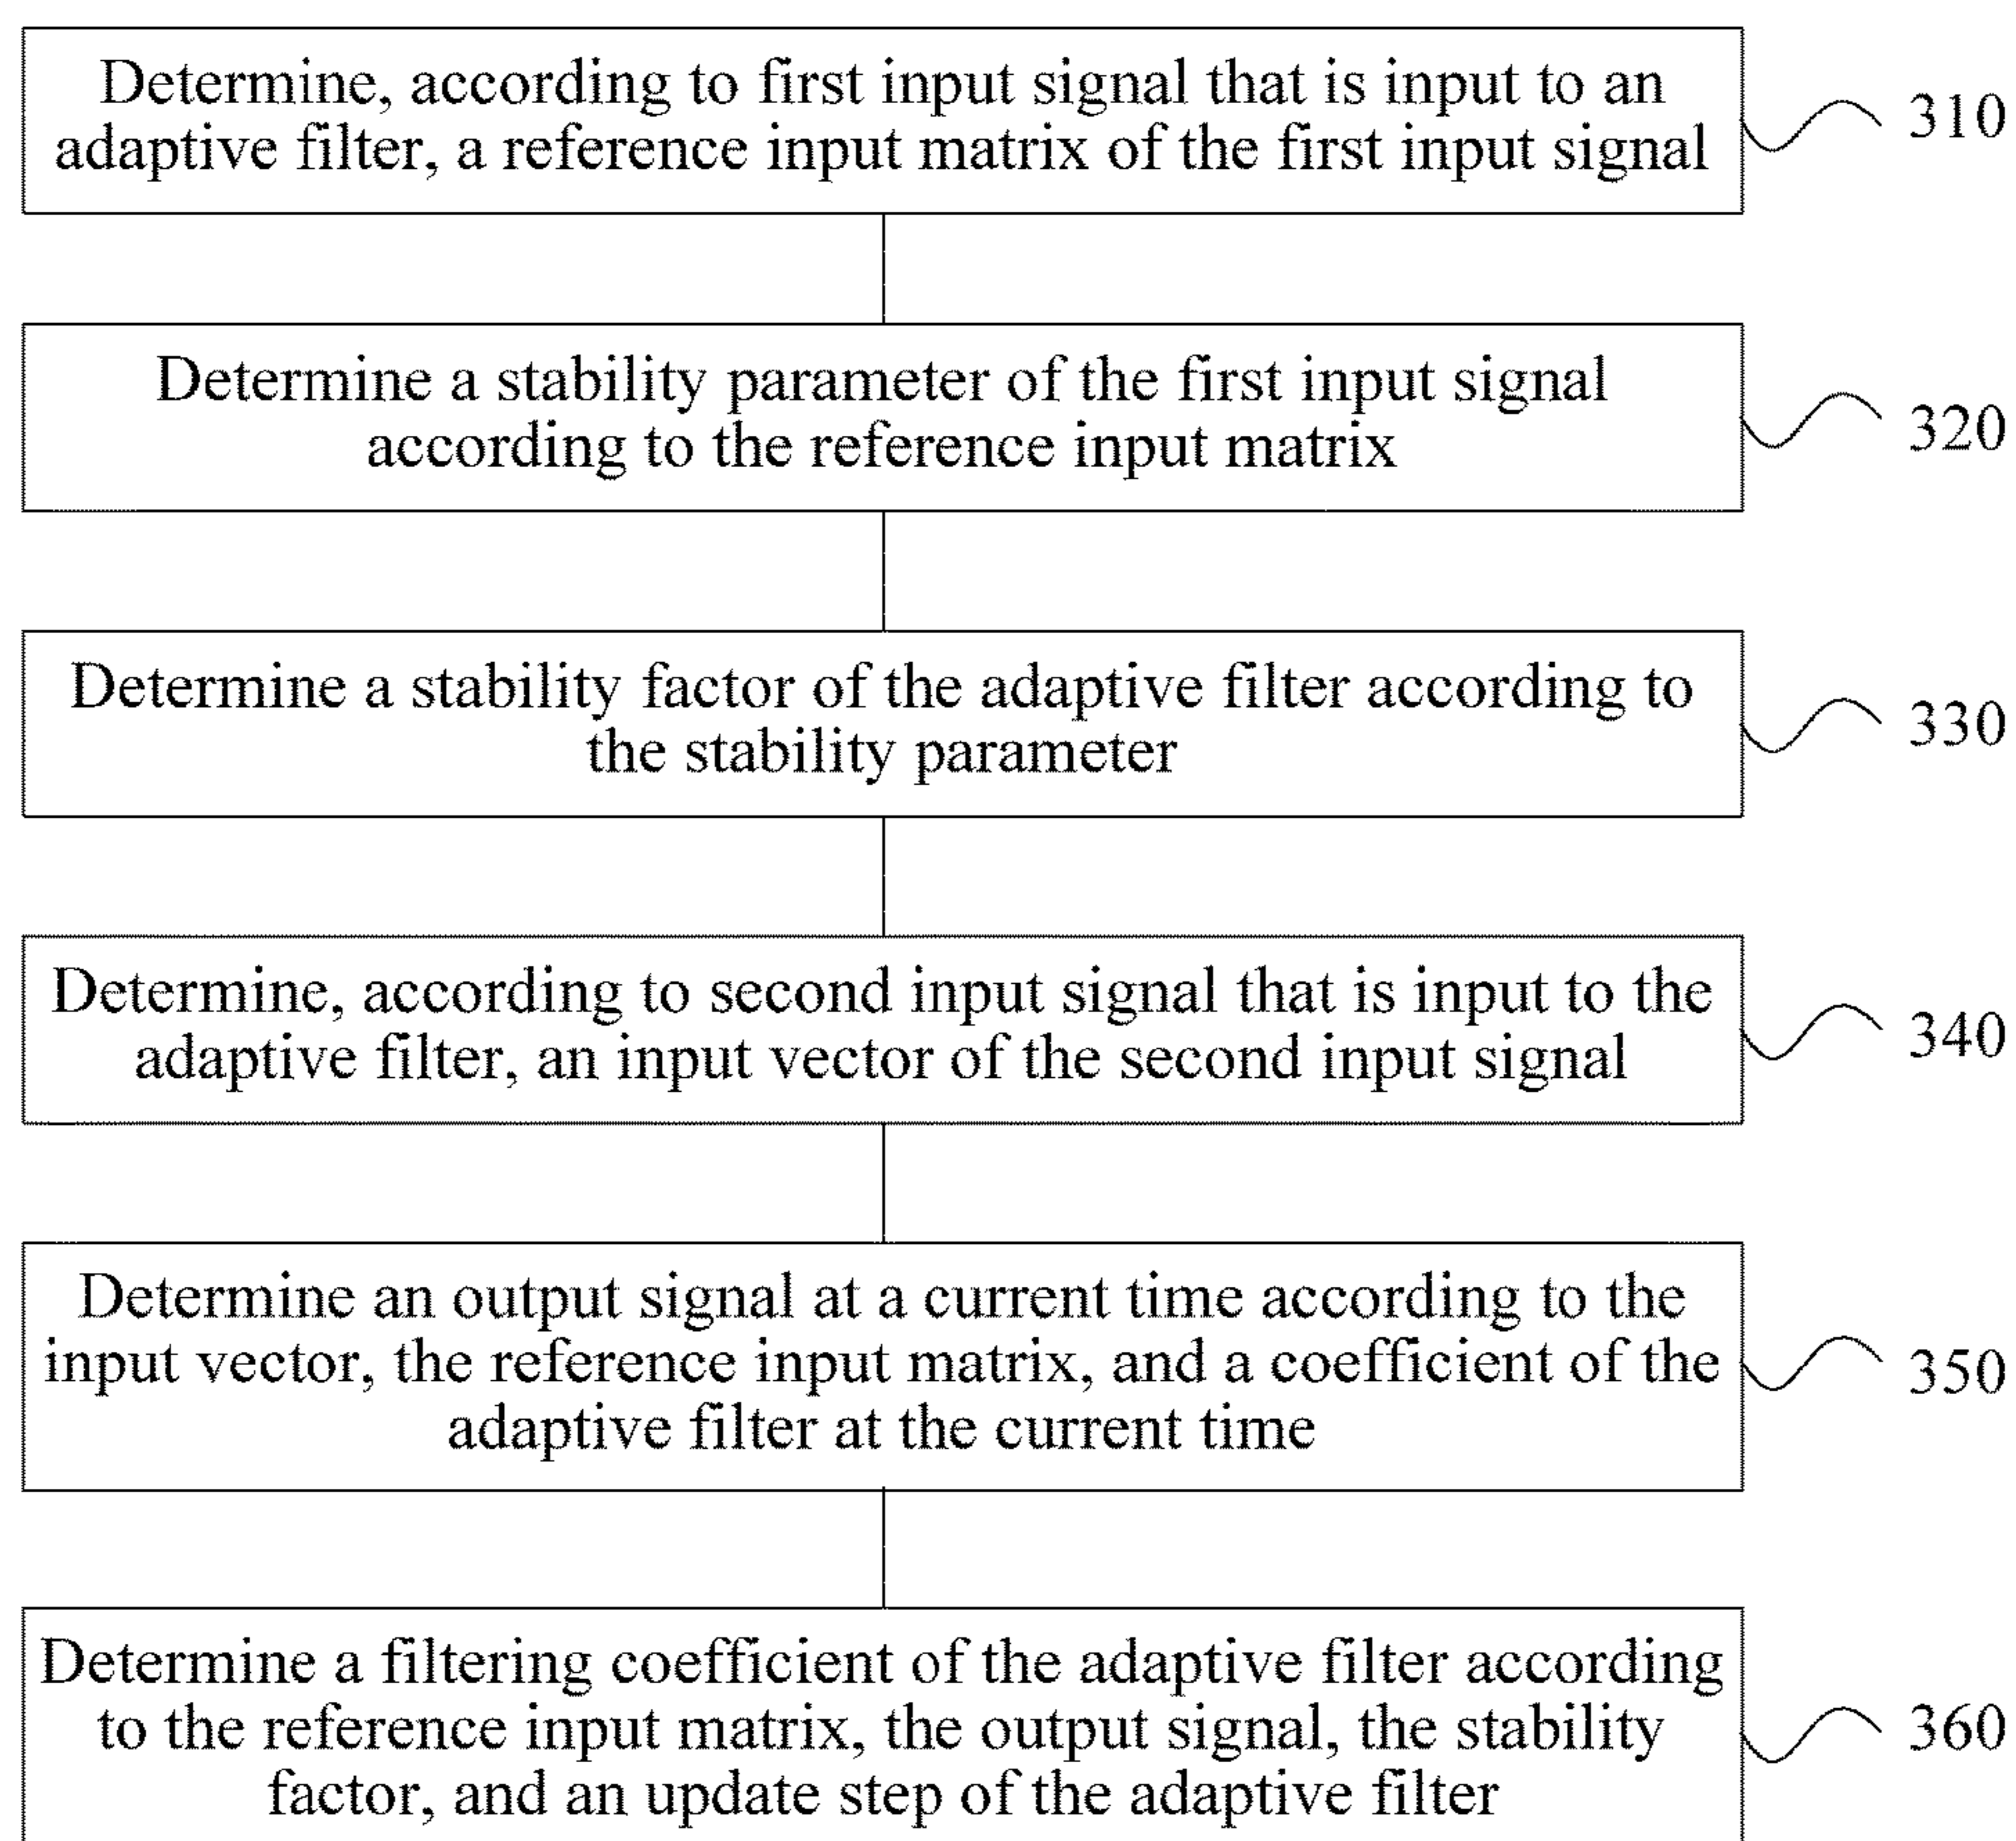 Determine, according to first input signal that is input to an
adaptive filter, a reference input matrix of the first input signal
310
Determine a stability parameter of the first input signal
according to the reference input matrix
320
Determine a stability factor of the adaptive filter according to
the stability parameter
330
Determine, according to second input signal that is input to the
adaptive filter, an input vector of the second input signal
340
Determine an output signal at a current time according to the
input vector, the reference input matrix, and a coefficient of the
adaptive filter at the current time
350
Determine a filtering coefficient of the adaptive filter according
to the reference input matrix, the output signal, the stability
factor, and an update step of the adaptive filter
360